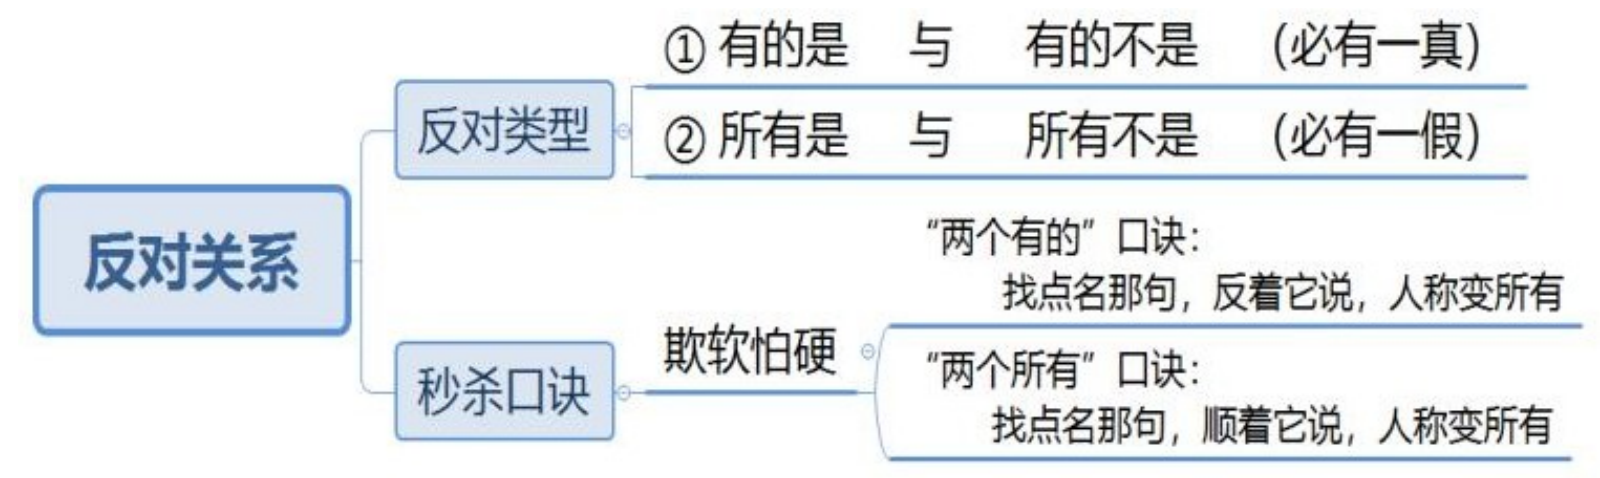 反对关系
反对类型
① 有的是 与 有的不是 （必有一真）
② 所有是 与 所有不是 （必有一假）
秒杀口诀
欺软怕硬
“两个有的”口诀：
找点名那句，反着它说，人称变所有
“两个所有”口诀：
找点名那句，顺着它说，人称变所有